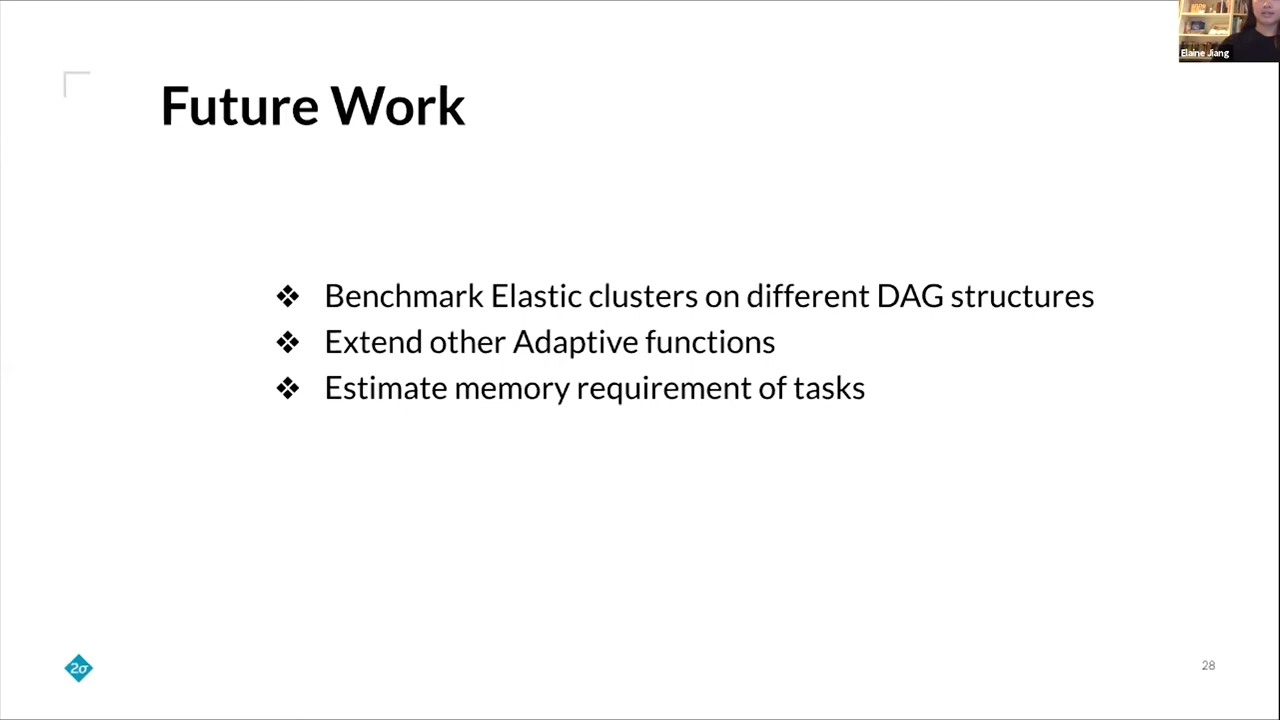 Elaine Jiang
Future Work
❖ Benchmark Elastic clusters on different DAG structures
❖ Extend other Adaptive functions
❖ Estimate memory requirement of tasks
2σ
28